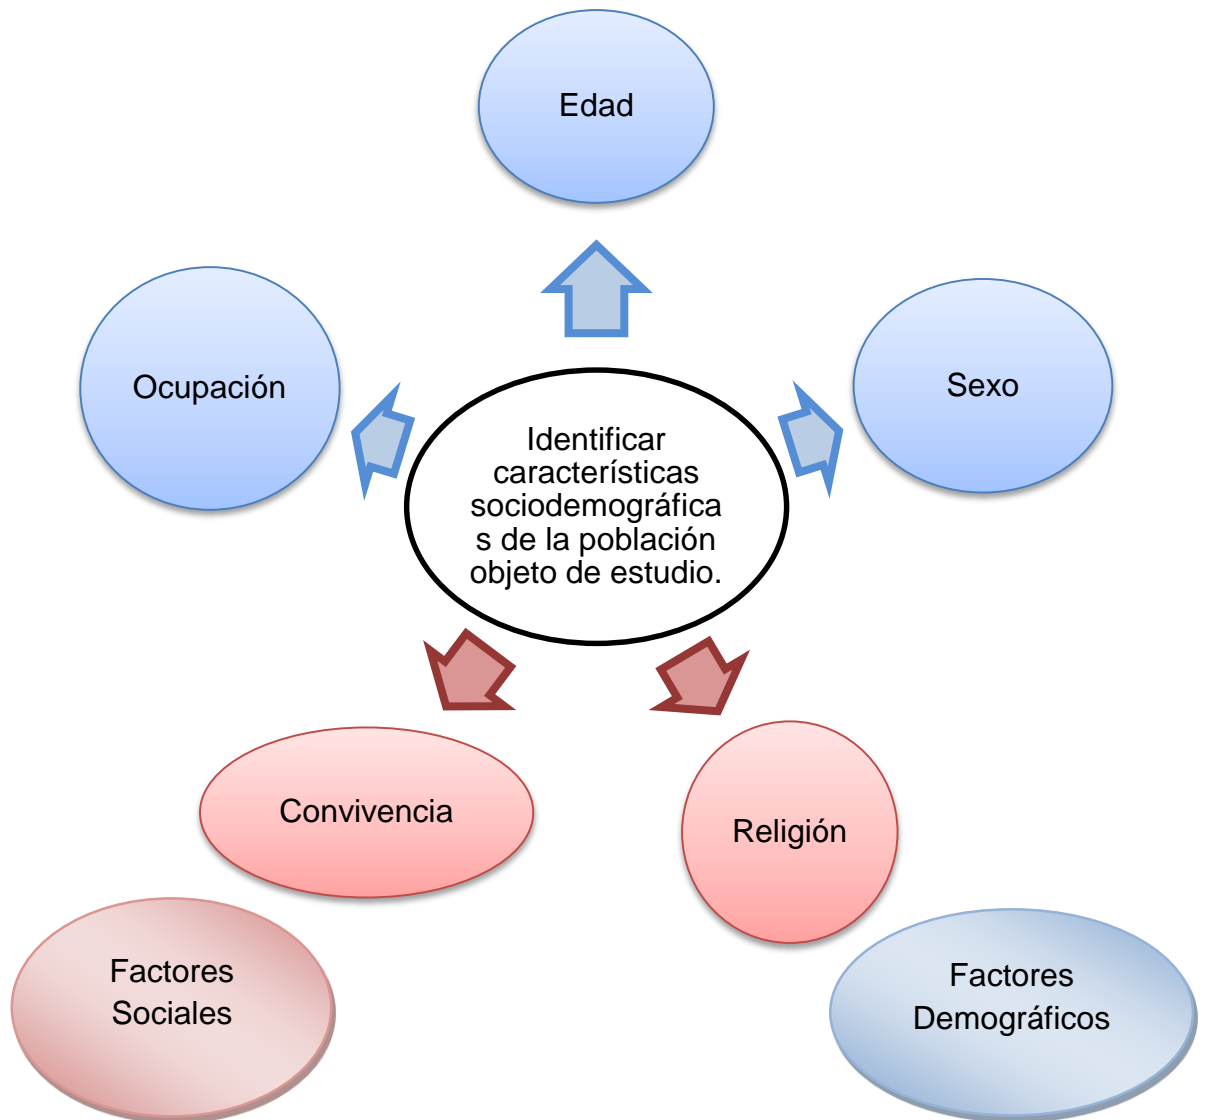 Edad
Ocupación
Sexo
Identificar
características
sociodemográfica
s de la población
objeto de estudio.
Convivencia
Religión
Factores
Sociales
Factores
Demográficos